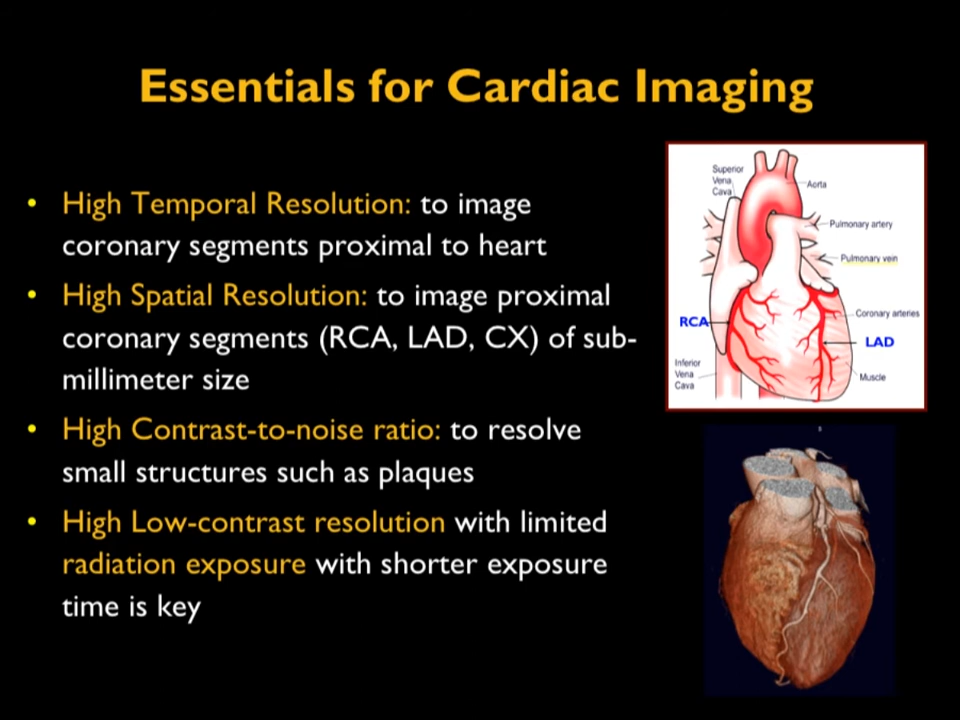 Essentials for Cardiac Imaging
• High Temporal Resolution: to image
coronary segments proximal to heart
• High Spatial Resolution: to image proximal
coronary segments (RCA, LAD, CX) of sub-
millimeter size
• High Contrast-to-noise ratio: to resolve
small structures such as plaques
• High Low-contrast resolution with limited
radiation exposure with shorter exposure
time is key
Superior
Vena
Cava
Aorta
Pulmonary artery
Pulmonary vein
Coronary arteries
RCA
LAD
Inferior
Vena
Cava
Muscle